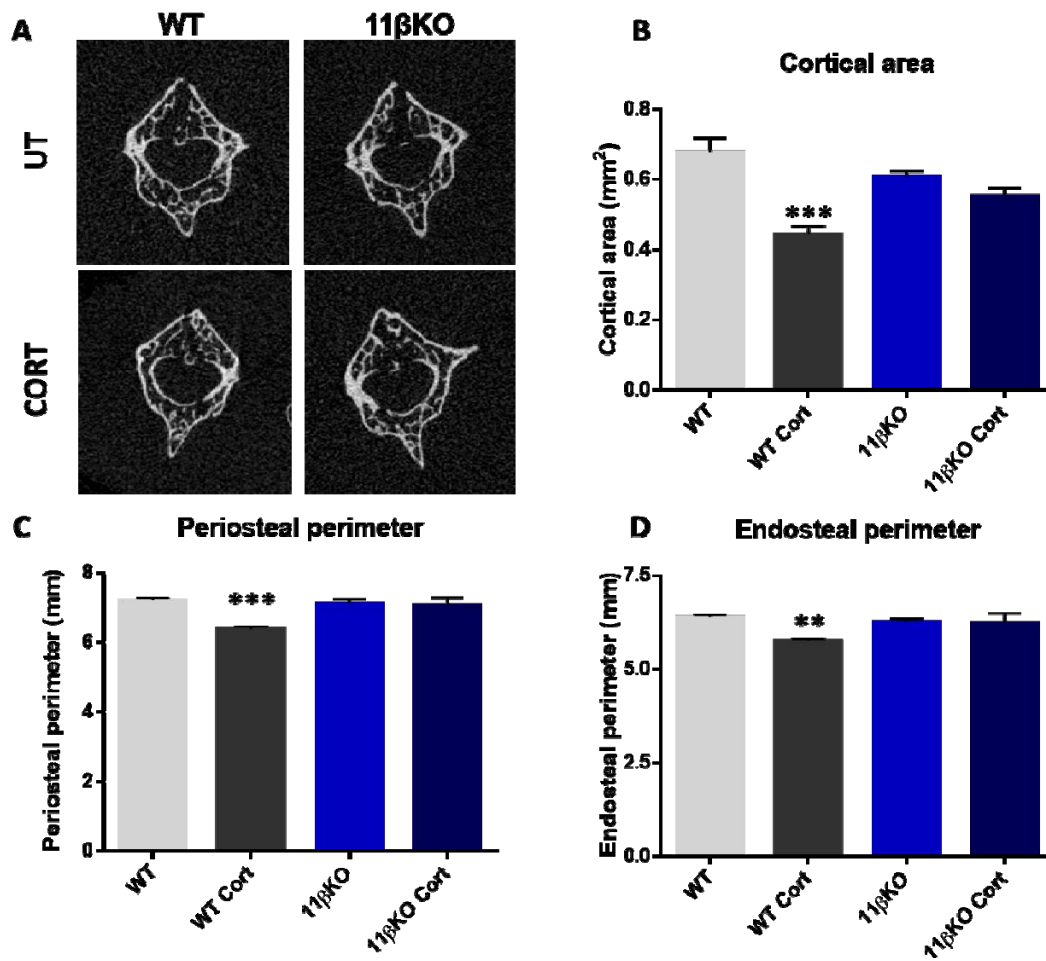 A
WT
11βKO
UT
CORT
B
Cortical area
Cortical area (mm²)
0.8
0.6
0.4
0.2
0.0
***
WT
WT Cort
11βKO
11βKO Cort
C
Periosteal perimeter
Periosteal perimeter (mm)
8
6
4
2
0
***
WT
WT Cort
11βKO
11βKO Cort
D
Endosteal perimeter
Endosteal perimeter (mm)
7.5
5.0
2.5
0.0
**
WT
WT Cort
11βKO
11βKO Cort